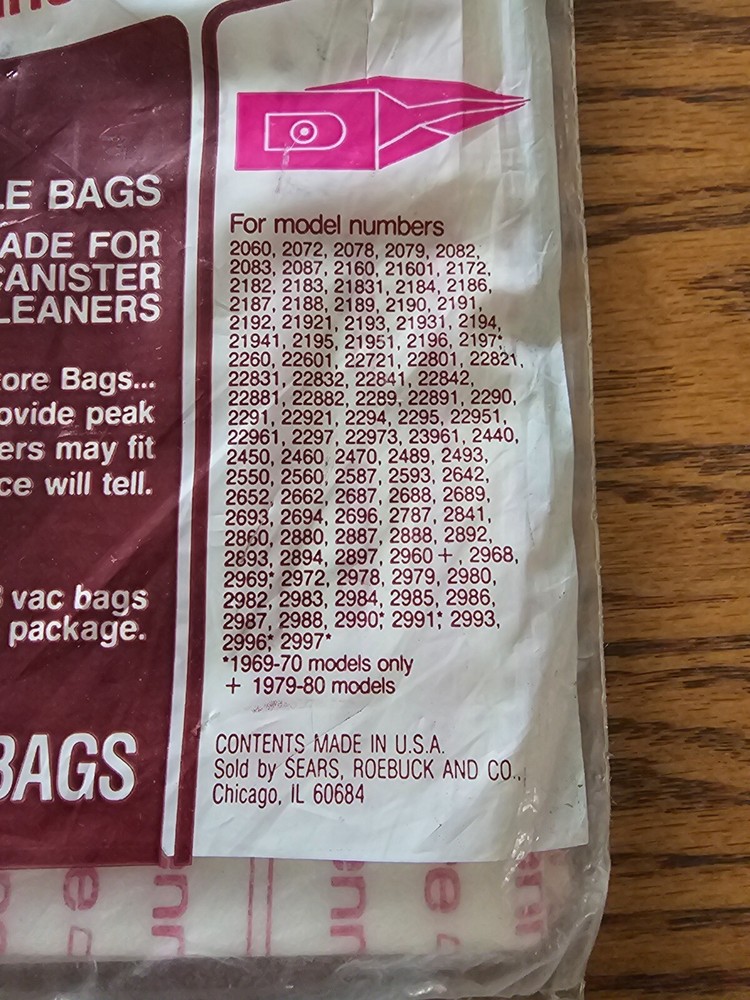 LE BAGS
ADE FOR
CANISTER
LEANERS
ore Bags...
ovide peak
ers may fit
ce will tell.
vac bags
package.
BAGS
For model numbers
2060, 2072, 2078, 2079, 2082,
2083, 2087, 2160, 21601, 2172,
2182, 2183, 21831, 2184, 2186,
2187, 2188, 2189, 2190, 2191,
2192, 21921, 2193, 21931, 2194,
21941, 2195, 21951, 2196, 2197*,
2260, 22601, 22721, 22801, 22821,
22831, 22832, 22841, 22842,
22881, 22882, 2289, 22891, 2290,
2291, 22921, 2294, 2295, 22951,
22961, 2297, 22973, 23961, 2440,
2450, 2460, 2470, 2489, 2493,
2550, 2560, 2587, 2593, 2642,
2652, 2662, 2687, 2688, 2689,
2693, 2694, 2696, 2787, 2841,
2860, 2880, 2887, 2888, 2892,
2893, 2894, 2897, 2960 +, 2968,
2969* 2972, 2978, 2979, 2980,
2982, 2983, 2984, 2985, 2986,
2987, 2988, 2990*, 2991*, 2993,
2996*, 2997*
*1969-70 models only
+ 1979-80 models
CONTENTS MADE IN U.S.A.
Sold by SEARS, ROEBUCK AND CO.,
Chicago, IL 60684